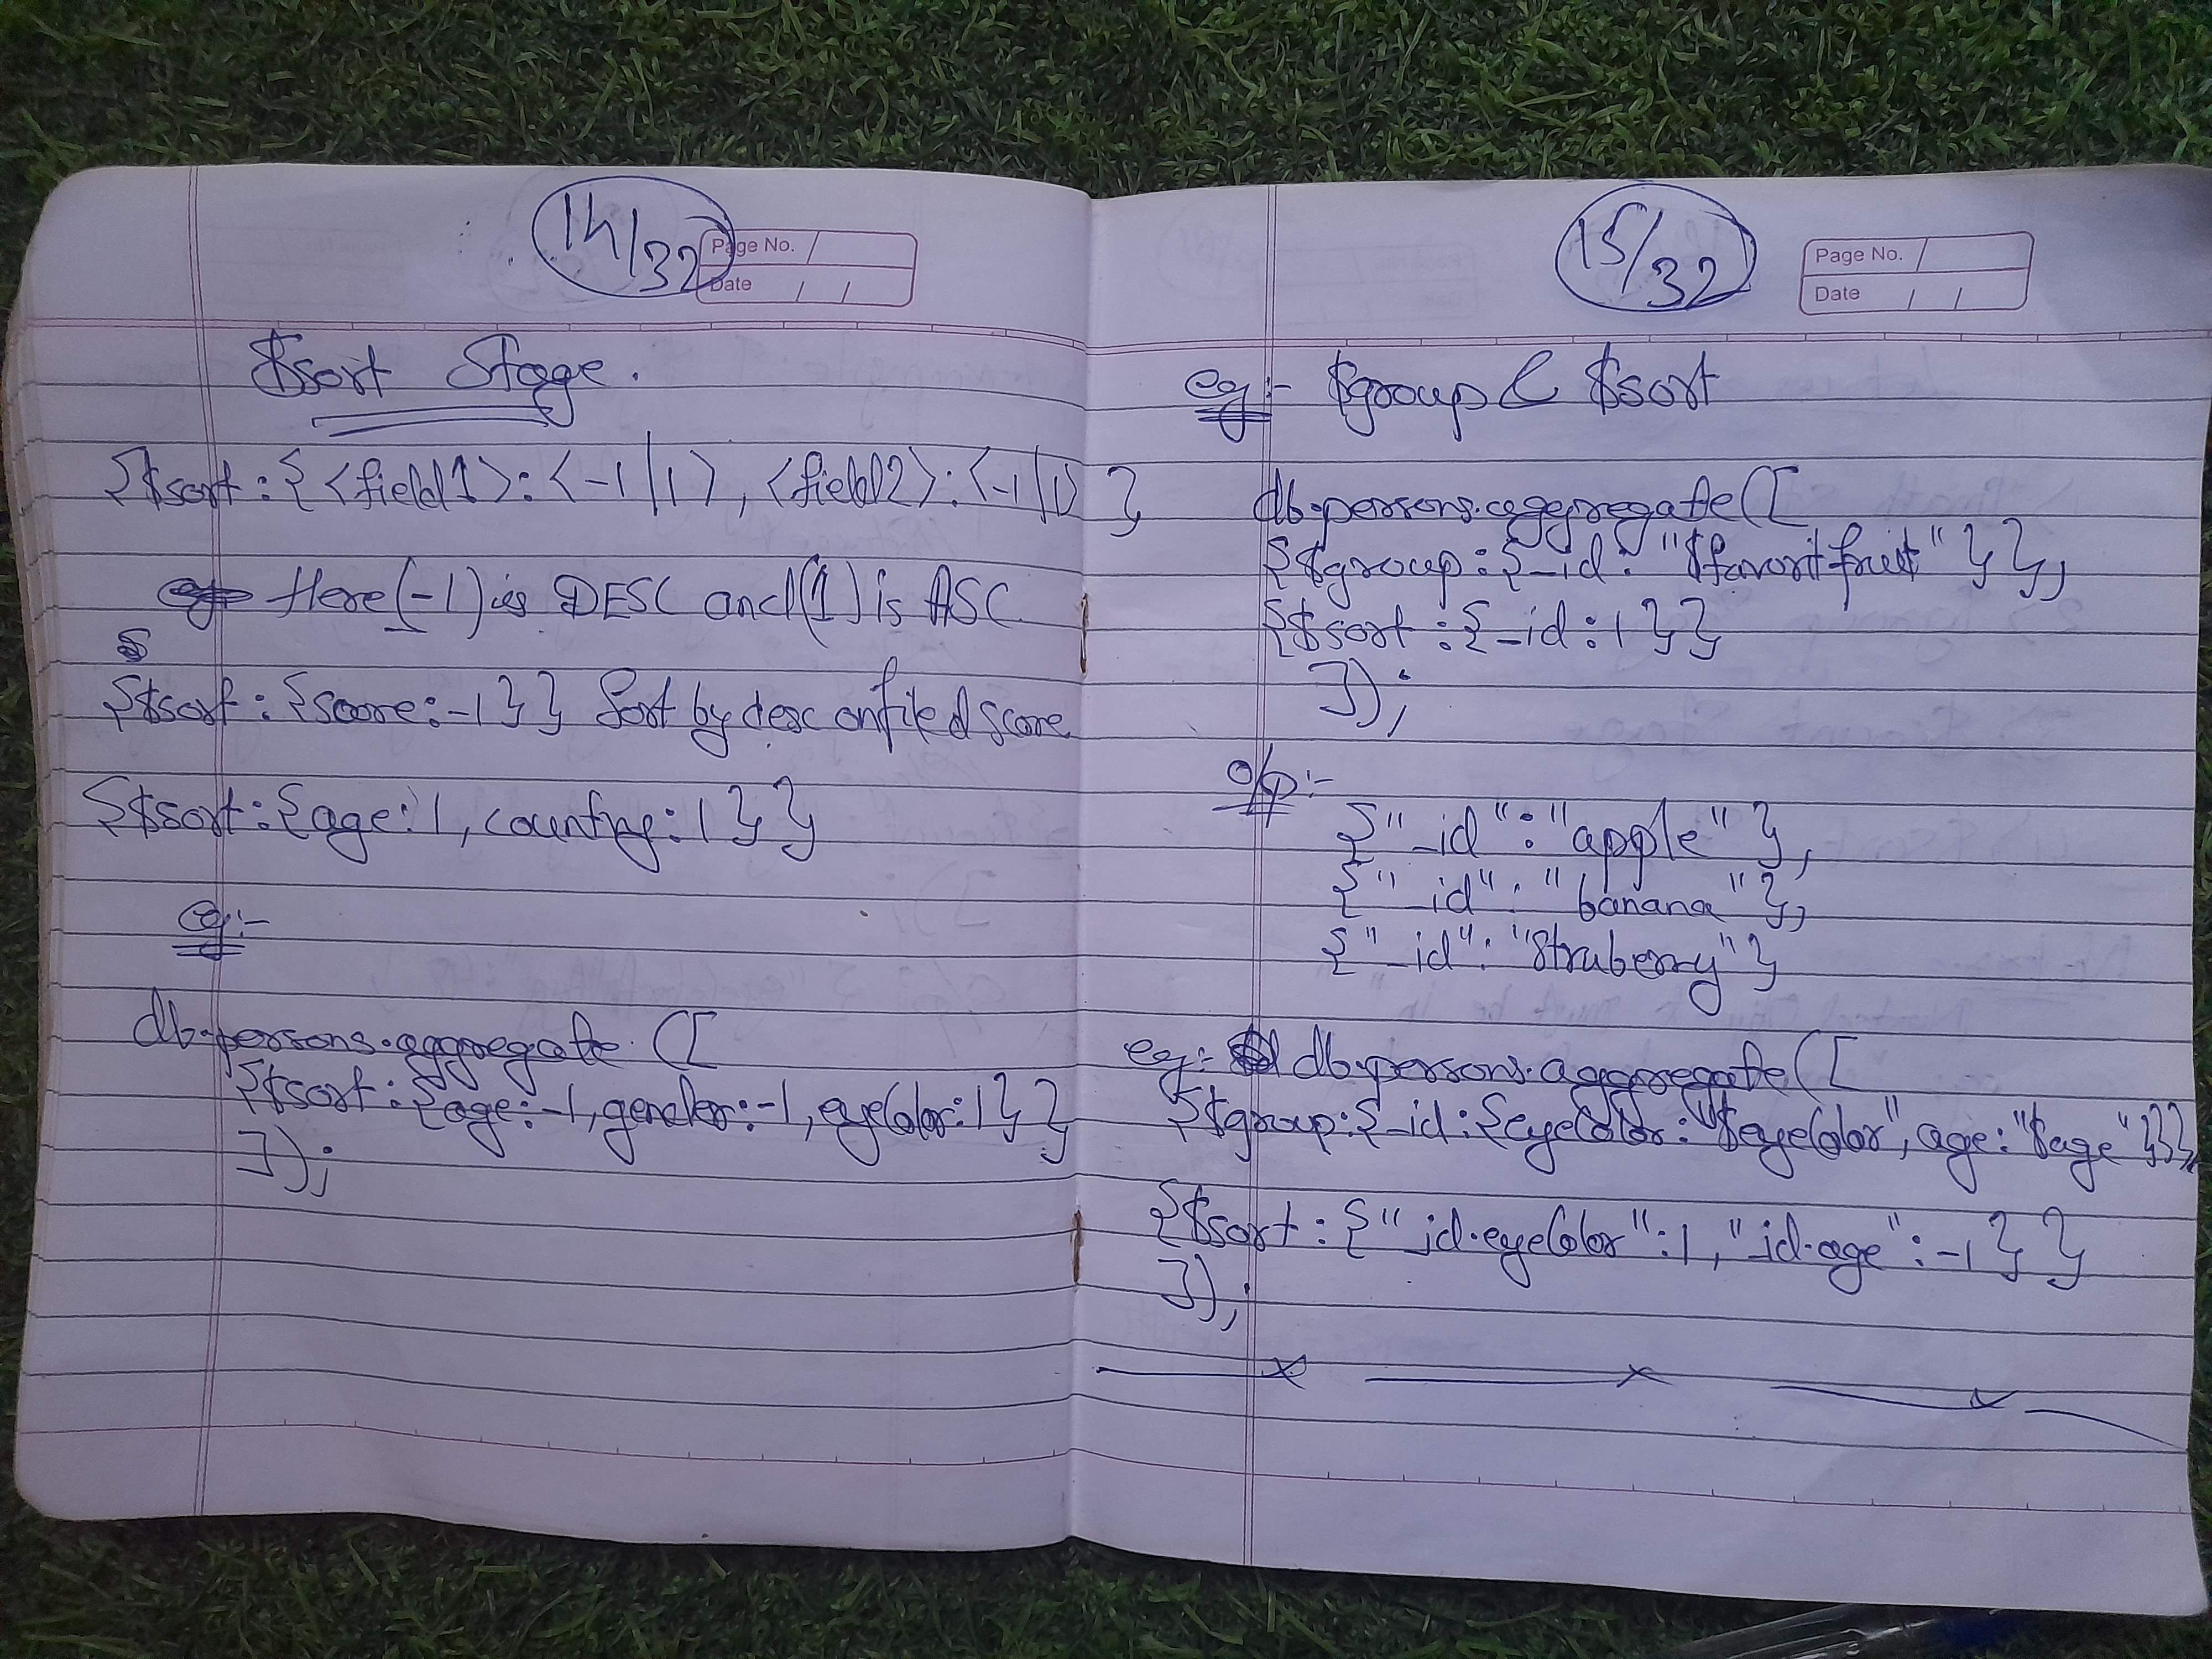 14/32
Page No.
Date / /
$sort Stage.
{$sort : { <field1> : <-1|1> , <field2> : <-1|1> }
Here (-1) is DESC and (1) is ASC
{$sort : {score : -1}} Sort by desc on field score
{$sort : {age : 1, country : 1}}
eg:-
db.persons.aggregate.([
{$sort : {age : -1, gender : -1, eyeColor : 1}}
]);
15/32
Page No.
Date / /
eg:- $group & $sort
db.persons.aggeregate([
{$group : {_id : "$favoritfruit"}},
{$sort : {_id : 1}}
]);
o/p:-
{"_id" : "apple"},
{"_id" : "banana"},
{"_id" : "Strubeary"}
eg:- db.persons.aggregate([
{$group : {_id : {eyeColor : "$eyeColor", age : "$age"}}},
{$sort : {"_id.eyeColor" : 1, "_id.age" : -1}}
]);